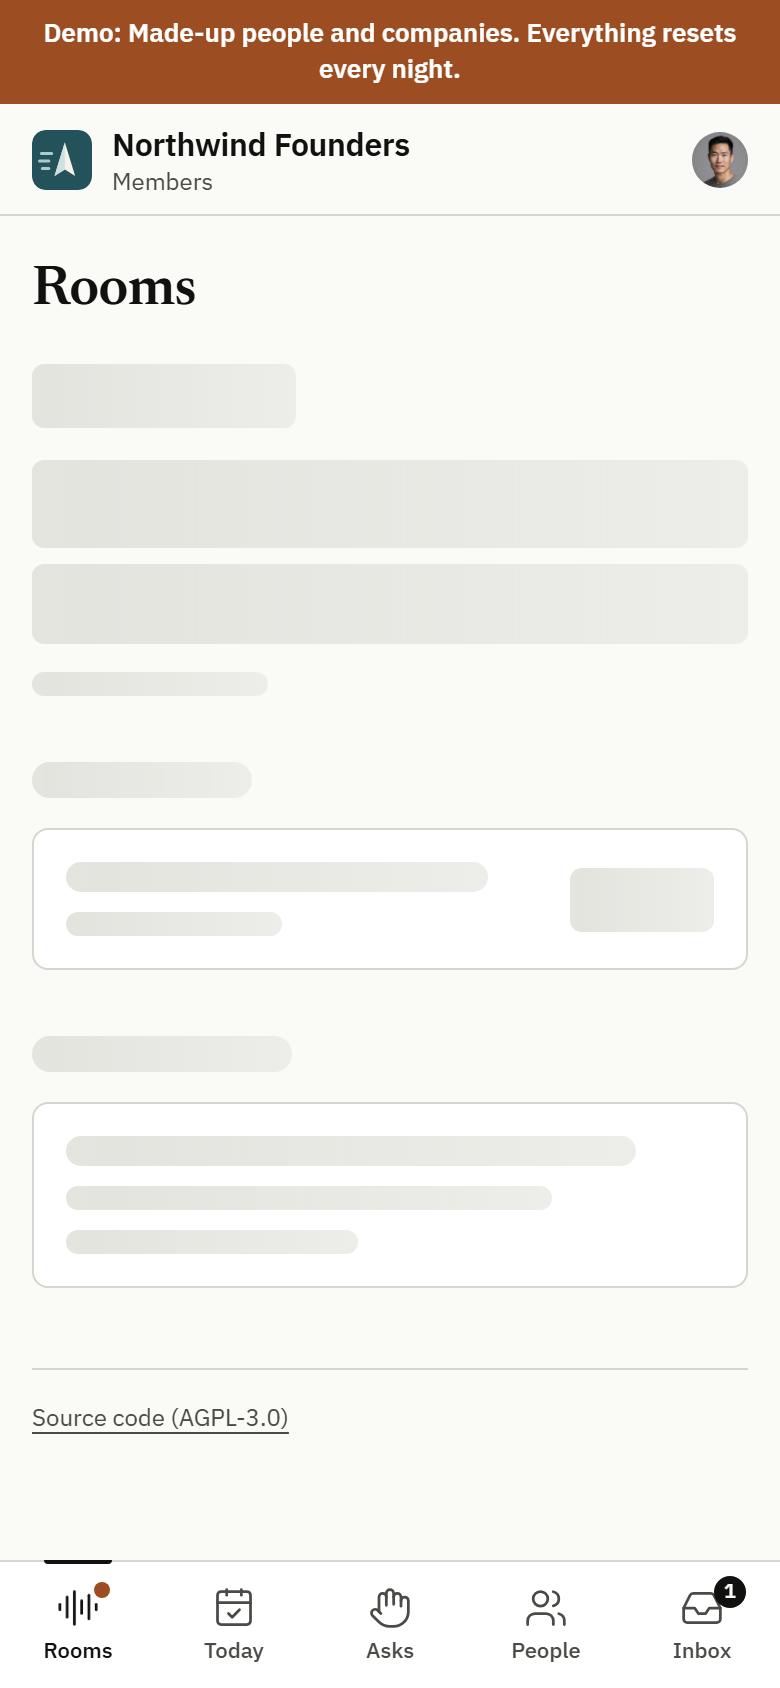 Demo: Made-up people and companies. Everything resets
every night.
Northwind Founders
Members
Rooms
Source code (AGPL-3.0)
1
Rooms
Today
Asks
People
Inbox